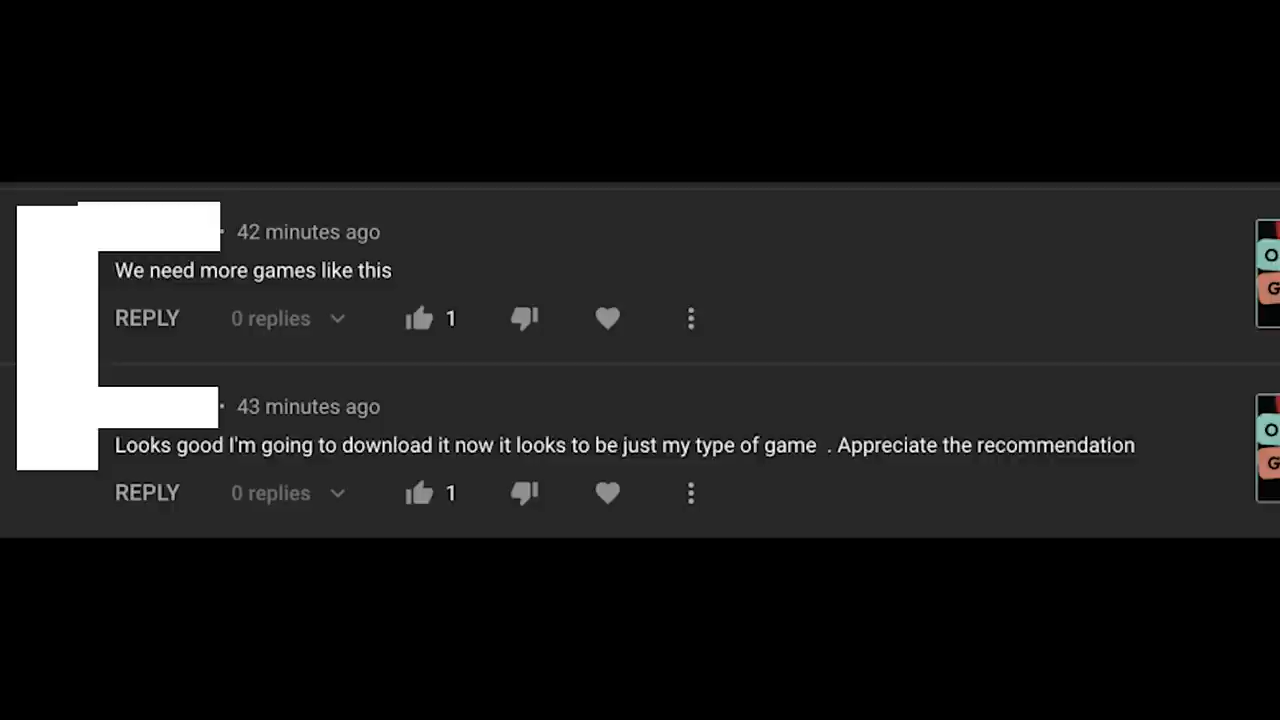 · 42 minutes ago
We need more games like this
REPLY 0 replies 1
O
G
· 43 minutes ago
Looks good I'm going to download it now it looks to be just my type of game . Appreciate the recommendation
REPLY 0 replies 1
O
G